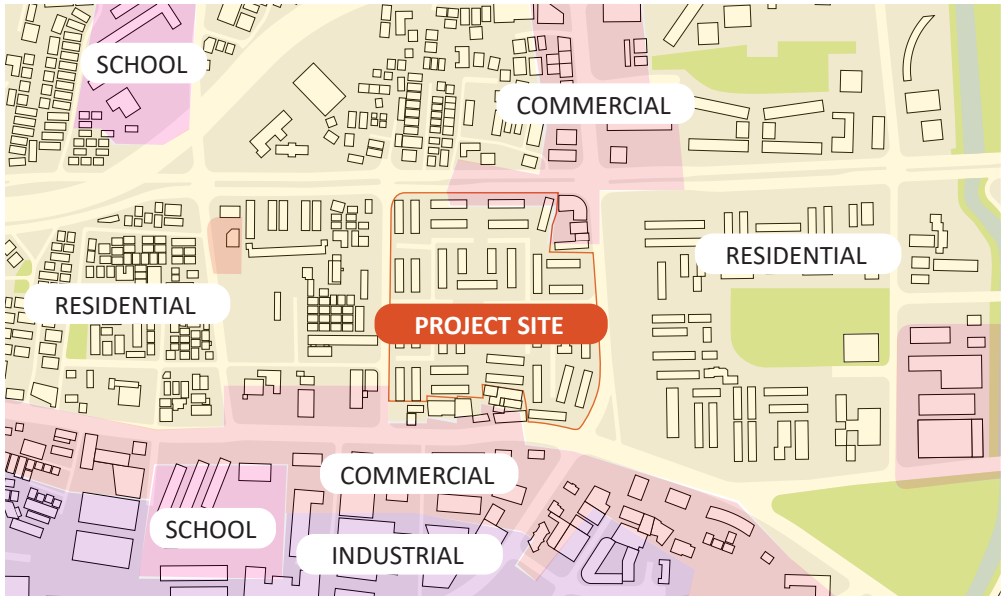 SCHOOL
COMMERCIAL
RESIDENTIAL
RESIDENTIAL
PROJECT SITE
COMMERCIAL
SCHOOL
INDUSTRIAL